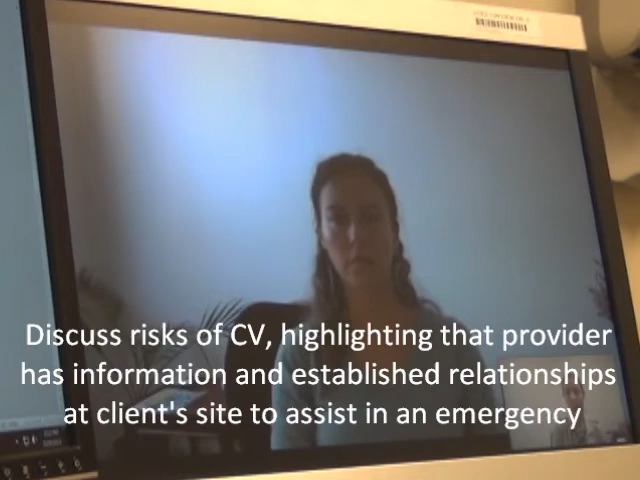 Discuss risks of CV, highlighting that provider
has information and established relationships
at client's site to assist in an emergency